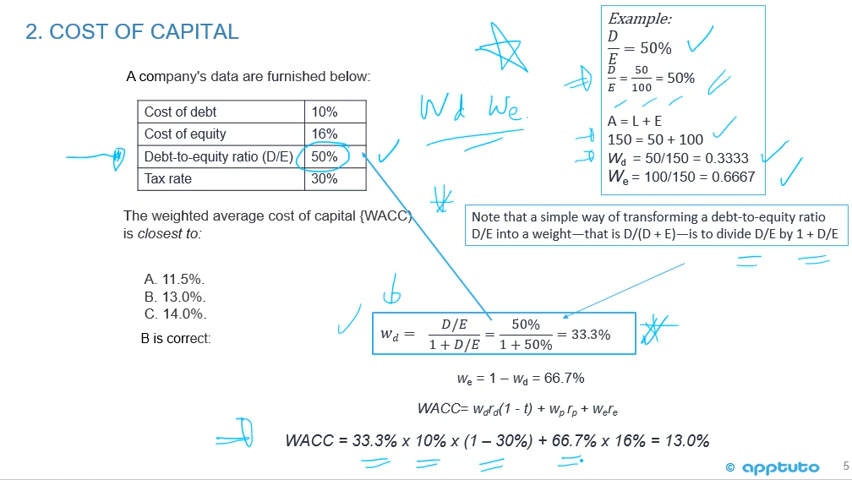 2. COST OF CAPITAL
A company's data are furnished below:
Cost of debt 10%
Cost of equity 16%
Debt-to-equity ratio (D/E) 50%
Tax rate 30%
The weighted average cost of capital {WACC)
is closest to:
A. 11.5%.
B. 13.0%.
C. 14.0%.
B is correct:
Wd We
Example:
D/E = 50%
D/E = 50/100 = 50%
A = L + E
150 = 50 + 100
Wd = 50/150 = 0.3333
We = 100/150 = 0.6667
Note that a simple way of transforming a debt-to-equity ratio
D/E into a weight—that is D/(D + E)—is to divide D/E by 1 + D/E
wd = D/E / 1 + D/E = 50% / 1 + 50% = 33.3%
we = 1 – wd = 66.7%
WACC= wdrd(1 - t) + wp rp + were
WACC = 33.3% x 10% x (1 – 30%) + 66.7% x 16% = 13.0%
© apptuto 5